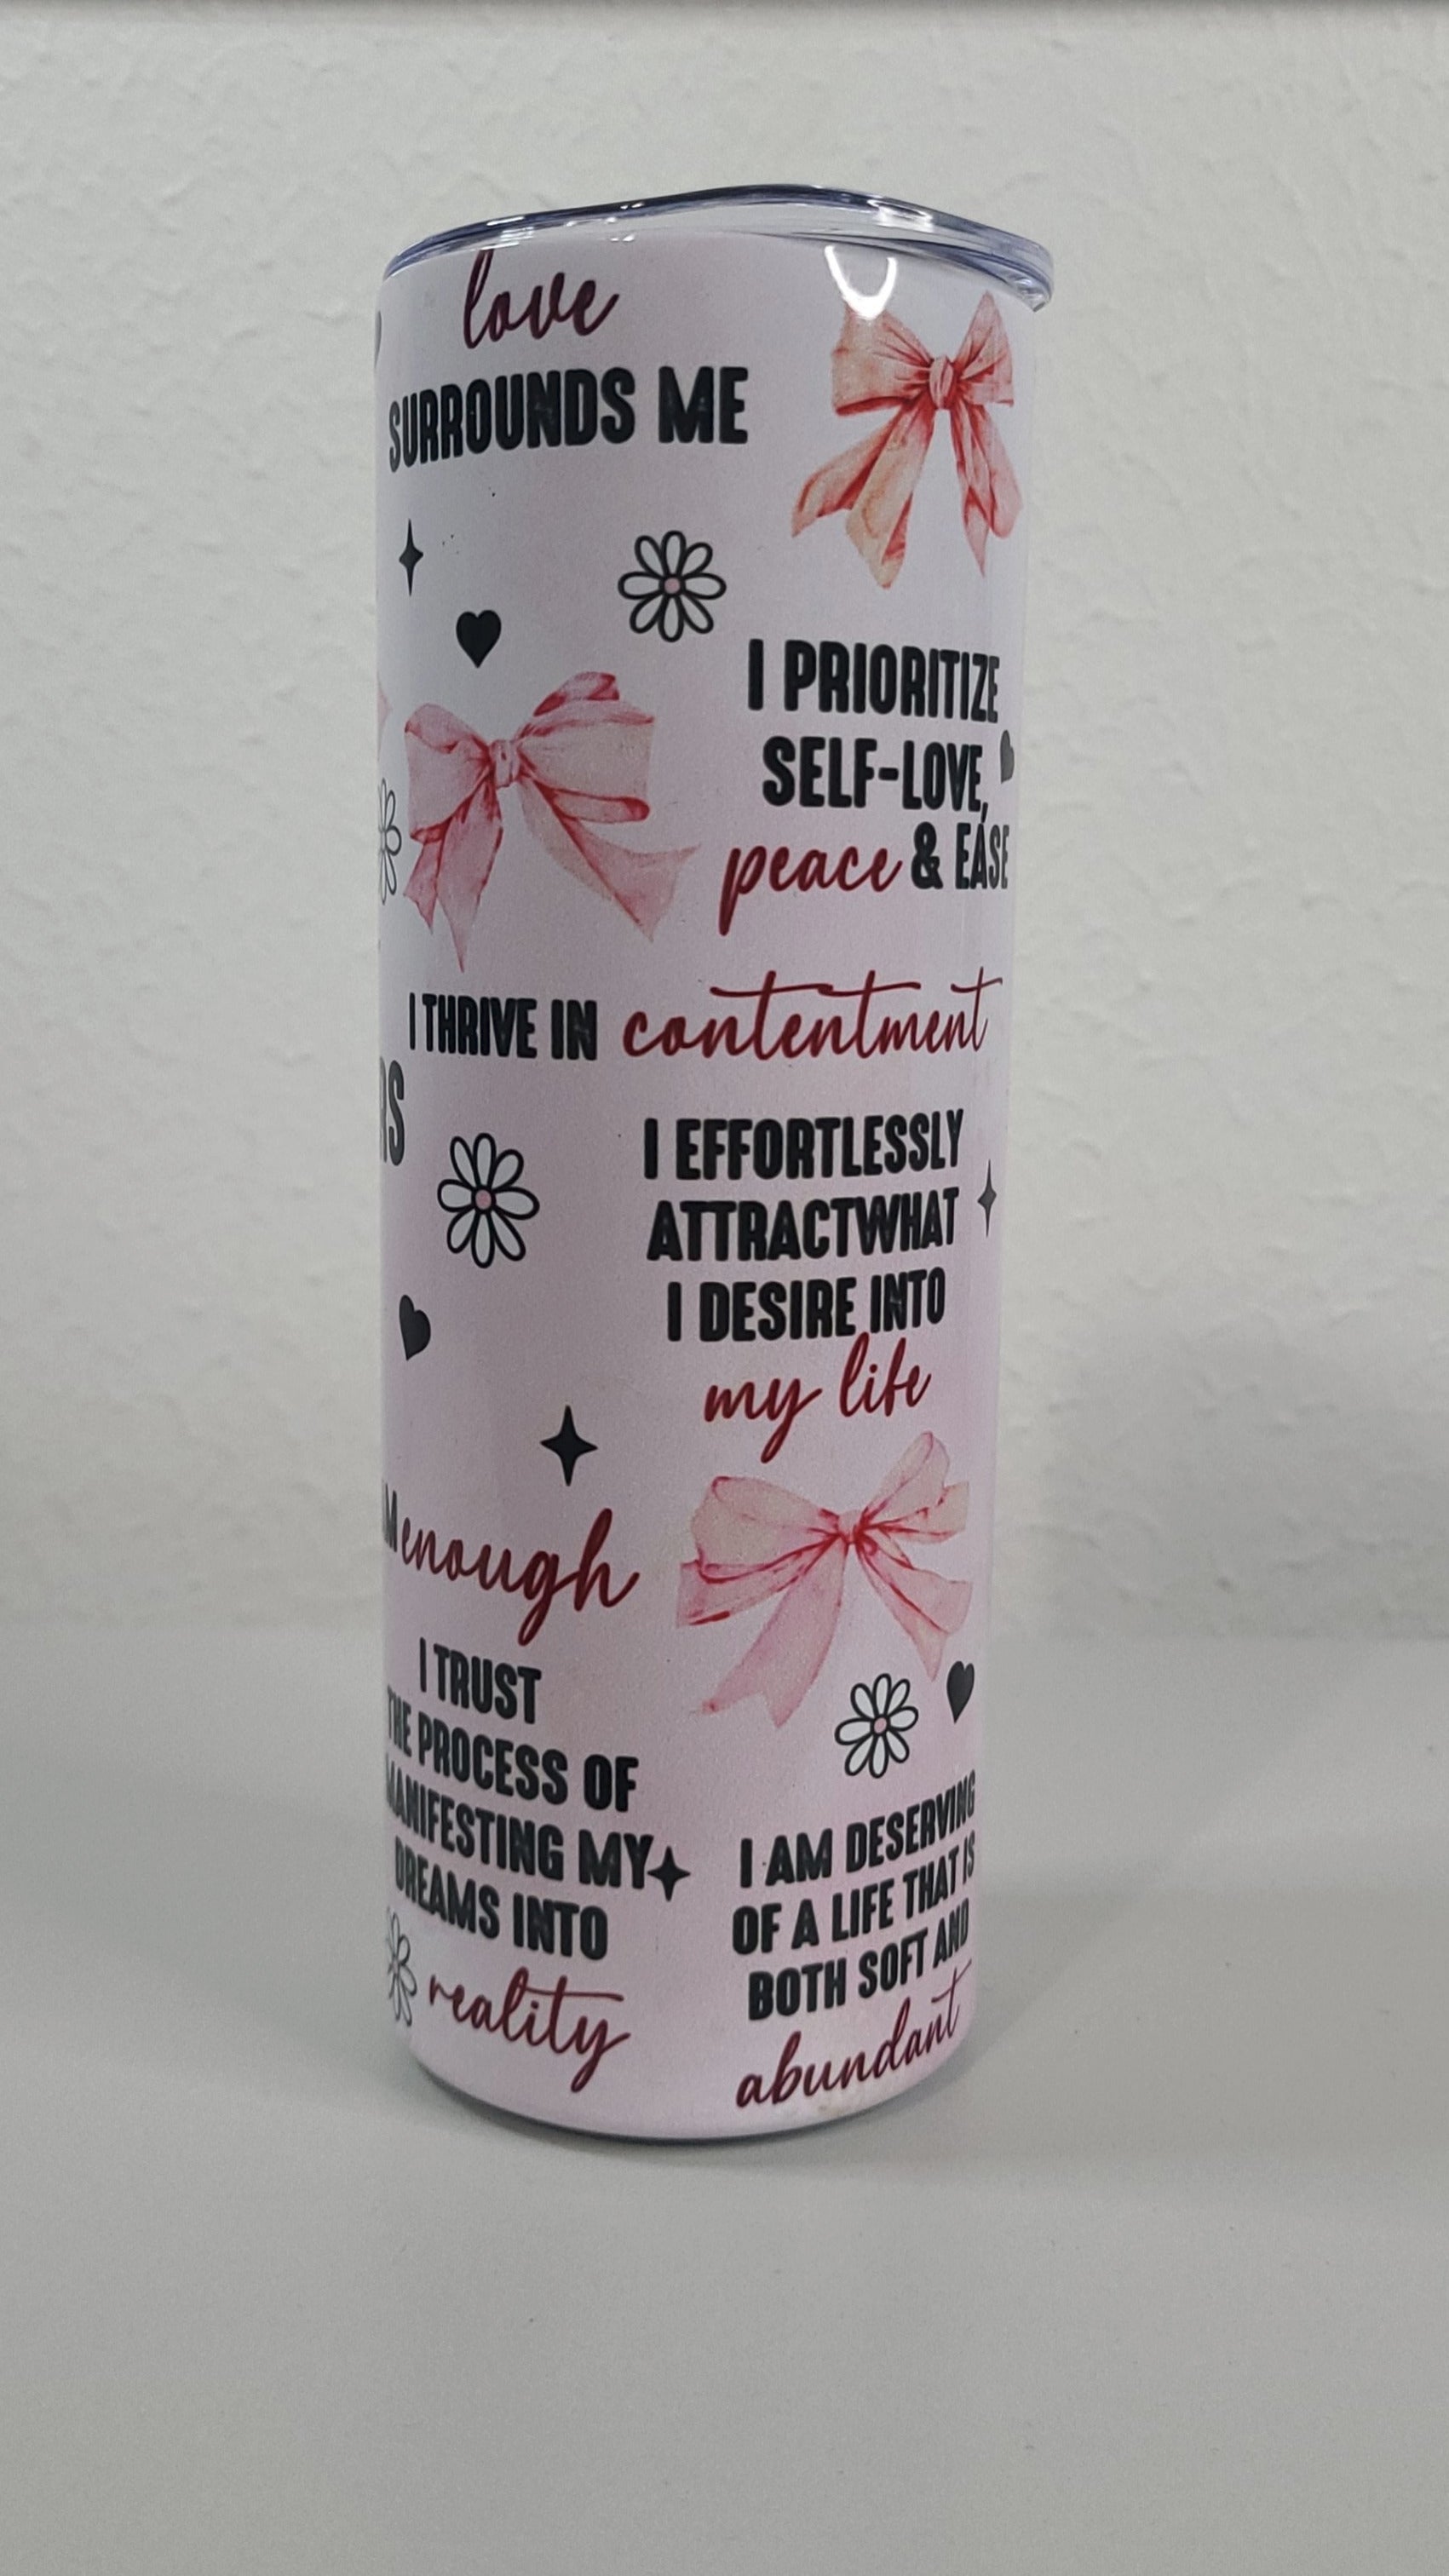 love
SURROUNDS ME
I PRIORITIZE
SELF-LOVE,
peace & EASE
I THRIVE IN contentment
RS
I EFFORTLESSLY
ATTRACTWHAT
I DESIRE INTO
my life
M enough
I TRUST
THE PROCESS OF
MANIFESTING MY
DREAMS INTO
reality
I AM DESERVING
OF A LIFE THAT IS
BOTH SOFT AND
abundant